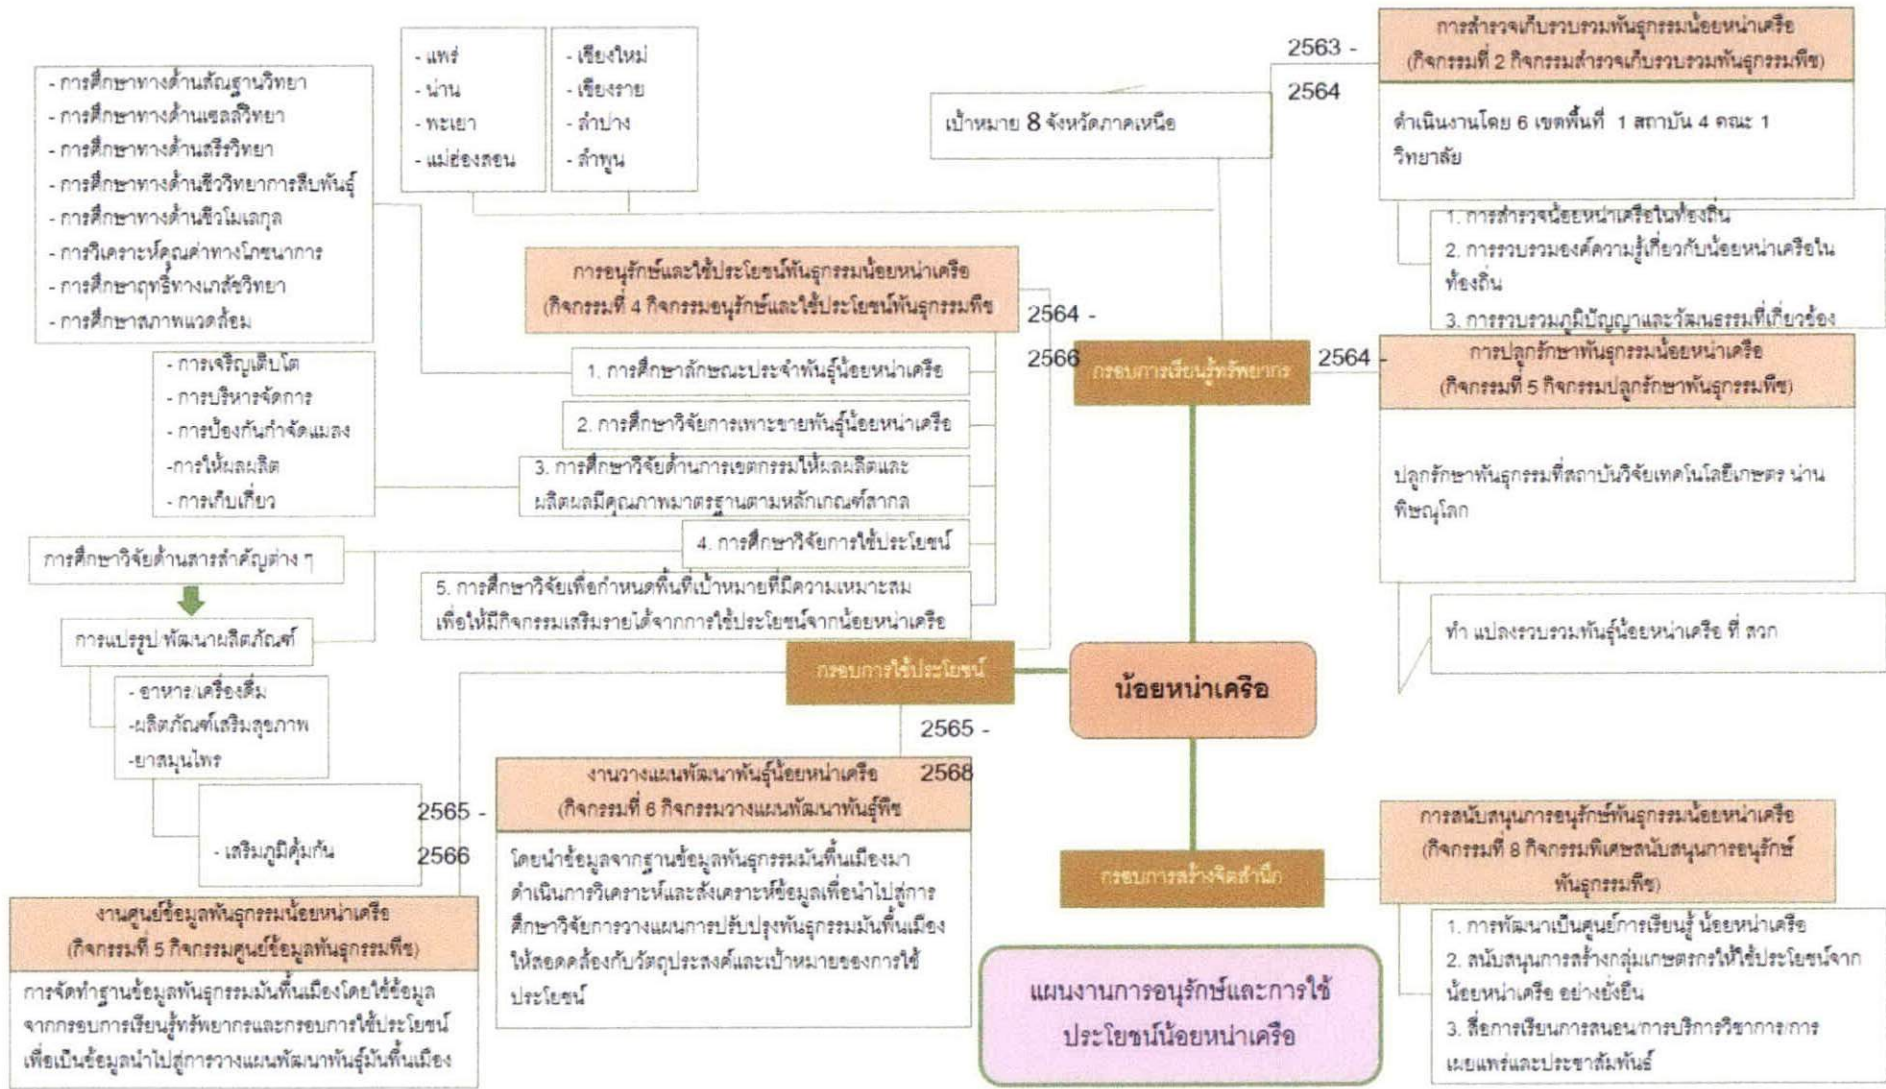 - แพร่
- น่าน
- พะเยา
- แม่ฮ่องสอน
- เชียงใหม่
- เชียงราย
- ลำปาง
- ลำพูน
เป้าหมาย 8 จังหวัดภาคเหนือ
2563 -
2564
การสำรวจเก็บรวบรวมพันธุกรรมน้อยหน่าเครือ
(กิจกรรมที่ 2 กิจกรรมสำรวจเก็บรวบรวมพันธุกรรมพืช)
ดำเนินงานโดย 6 เขตพื้นที่ 1 สถาบัน 4 คณะ 1
วิทยาลัย
1. การสำรวจน้อยหน่าเครือในท้องถิ่น
2. การรวบรวมองค์ความรู้เกี่ยวกับน้อยหน่าเครือใน
ท้องถิ่น
3. การรวบรวมภูมิปัญญาและวัฒนธรรมที่เกี่ยวข้อง
- การศึกษาทางด้านสัณฐานวิทยา
- การศึกษาทางด้านเซลล์วิทยา
- การศึกษาทางด้านสรีรวิทยา
- การศึกษาทางด้านชีววิทยาการสืบพันธุ์
- การศึกษาทางด้านชีวโมเลกุล
- การวิเคราะห์คุณค่าทางโภชนาการ
- การศึกษาฤทธิ์ทางเภสัชวิทยา
- การศึกษาสภาพแวดล้อม
การอนุรักษ์และใช้ประโยชน์พันธุกรรมน้อยหน่าเครือ
(กิจกรรมที่ 4 กิจกรรมอนุรักษ์และใช้ประโยชน์พันธุกรรมพืช
2564 -
2566
กรอบการเรียนรู้ทรัพยากร
2564 -
การปลูกรักษาพันธุกรรมน้อยหน่าเครือ
(กิจกรรมที่ 5 กิจกรรมปลูกรักษาพันธุกรรมพืช)
ปลูกรักษาพันธุกรรมที่สถาบันวิจัยเทคโนโลยีเกษตร น่าน
พิษณุโลก
ทำ แปลงรวบรวมพันธุ์น้อยหน่าเครือ ที่ สวก
1. การศึกษาลักษณะประจำพันธุ์น้อยหน่าเครือ
2. การศึกษาวิจัยการเพาะขายพันธุ์น้อยหน่าเครือ
3. การศึกษาวิจัยด้านการเขตกรรมให้ผลผลิตและ
ผลิตผลมีคุณภาพมาตรฐานตามหลักเกณฑ์สากล
4. การศึกษาวิจัยการใช้ประโยชน์
5. การศึกษาวิจัยเพื่อกำหนดพื้นที่เป้าหมายที่มีความเหมาะสม
เพื่อให้มีกิจกรรมเสริมรายได้จากการใช้ประโยชน์จากน้อยหน่าเครือ
- การเจริญเติบโต
- การบริหารจัดการ
- การป้องกันกำจัดแมลง
-การให้ผลผลิต
- การเก็บเกี่ยว
การศึกษาวิจัยด้านสารสำคัญต่าง ๆ
การแปรรูป/พัฒนาผลิตภัณฑ์
- อาหาร/เครื่องดื่ม
-ผลิตภัณฑ์เสริมสุขภาพ
-ยาสมุนไพร
- เสริมภูมิคุ้มกัน
กรอบการใช้ประโยชน์
น้อยหน่าเครือ
2565 -
2568
2565 -
2566
งานวางแผนพัฒนาพันธุ์น้อยหน่าเครือ
(กิจกรรมที่ 6 กิจกรรมวางแผนพัฒนาพันธุ์พืช
โดยนำข้อมูลจากฐานข้อมูลพันธุกรรมมันพื้นเมืองมา
ดำเนินการวิเคราะห์และสังเคราะห์ข้อมูลเพื่อนำไปสู่การ
ศึกษาวิจัยการวางแผนการปรับปรุงพันธุกรรมมันพื้นเมือง
ให้สอดคล้องกับวัตถุประสงค์และเป้าหมายของการใช้
ประโยชน์
งานศูนย์ข้อมูลพันธุกรรมน้อยหน่าเครือ
(กิจกรรมที่ 5 กิจกรรมศูนย์ข้อมูลพันธุกรรมพืช)
การจัดทำฐานข้อมูลพันธุกรรมมันพื้นเมืองโดยใช้ข้อมูล
จากกรอบการเรียนรู้ทรัพยากรและกรอบการใช้ประโยชน์
เพื่อเป็นข้อมูลนำไปสู่การวางแผนพัฒนาพันธุ์มันพื้นเมือง
กรอบการสร้างจิตสำนึก
การสนับสนุนการอนุรักษ์พันธุกรรมน้อยหน่าเครือ
(กิจกรรมที่ 8 กิจกรรมพิเศษสนับสนุนการอนุรักษ์
พันธุกรรมพืช)
1. การพัฒนาเป็นศูนย์การเรียนรู้ น้อยหน่าเครือ
2. สนับสนุนการสร้างกลุ่มเกษตรกรให้ใช้ประโยชน์จาก
น้อยหน่าเครือ อย่างยั่งยืน
3. สื่อการเรียนการสนอน/การบริการวิชาการ/การ
เผยแพร่และประชาสัมพันธ์
แผนงานการอนุรักษ์และการใช้
ประโยชน์น้อยหน่าเครือ